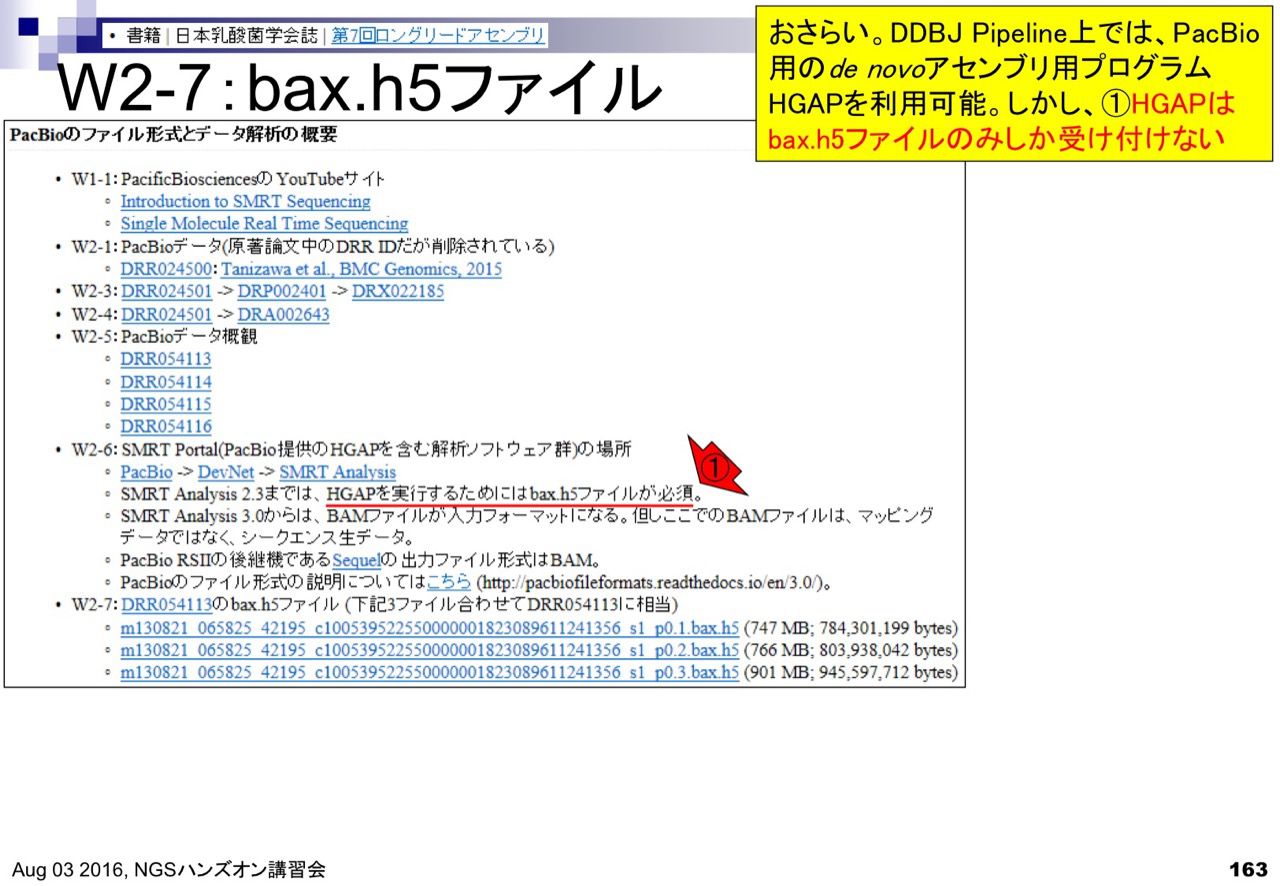 • 書籍 | 日本乳酸菌学会誌 | 第7回ロングリードアセンブリ
W2-7：bax.h5ファイル
おさらい。DDBJ Pipeline上では、PacBio
用のde novoアセンブリ用プログラム
HGAPを利用可能。しかし、①HGAPは
bax.h5ファイルのみしか受け付けない
PacBioのファイル形式とデータ解析の概要
• W1-1: PacificBiosciencesのYouTubeサイト
◦ Introduction to SMRT Sequencing
◦ Single Molecule Real Time Sequencing
• W2-1: PacBioデータ(原著論文中のDRR IDだが削除されている)
◦ DRR024500: Tanizawa et al., BMC Genomics, 2015
• W2-3: DRR024501 -> DRP002401 -> DRX022185
• W2-4: DRR024501 -> DRA002643
• W2-5: PacBioデータ概観
◦ DRR054113
◦ DRR054114
◦ DRR054115
◦ DRR054116
• W2-6: SMRT Portal(PacBio提供のHGAPを含む解析ソフトウェア群)の場所
◦ PacBio -> DevNet -> SMRT Analysis
①
◦ SMRT Analysis 2.3までは、HGAPを実行するためにはbax.h5ファイルが必須。
◦ SMRT Analysis 3.0からは、BAMファイルが入力フォーマットになる。但しここでのBAMファイルは、マッピング
データではなく、シークエンス生データ。
◦ PacBio RSIIの後継機であるSequelの出力ファイル形式はBAM。
◦ PacBioのファイル形式の説明についてはこちら (http://pacbiofileformats.readthedocs.io/en/3.0/)。
• W2-7: DRR054113のbax.h5ファイル (下記3ファイル合わせてDRR054113に相当)
◦ m130821_065825_42195_c100539522550000001823089611241356_s1_p0.1.bax.h5 (747 MB; 784,301,199 bytes)
◦ m130821_065825_42195_c100539522550000001823089611241356_s1_p0.2.bax.h5 (766 MB; 803,938,042 bytes)
◦ m130821_065825_42195_c100539522550000001823089611241356_s1_p0.3.bax.h5 (901 MB; 945,597,712 bytes)
Aug 03 2016, NGSハンズオン講習会
163